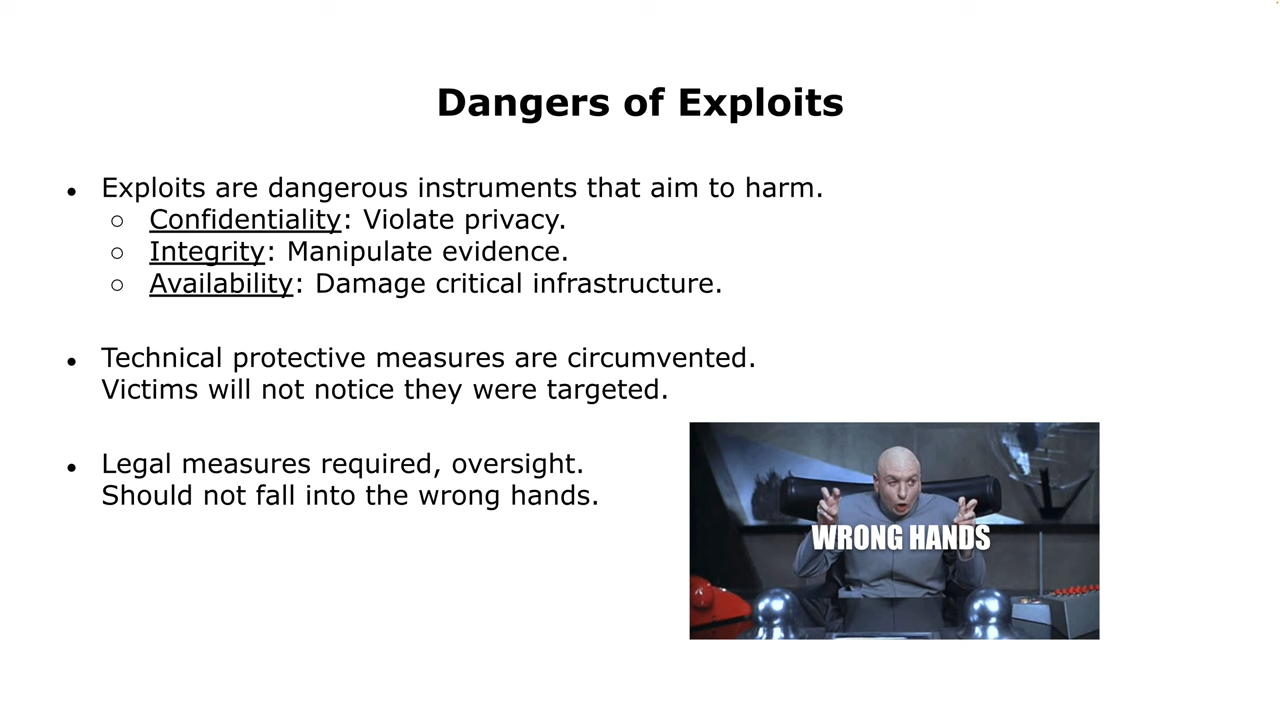 Dangers of Exploits
● Exploits are dangerous instruments that aim to harm.
○ Confidentiality: Violate privacy.
○ Integrity: Manipulate evidence.
○ Availability: Damage critical infrastructure.
● Technical protective measures are circumvented.
Victims will not notice they were targeted.
● Legal measures required, oversight.
Should not fall into the wrong hands.
WRONG HANDS